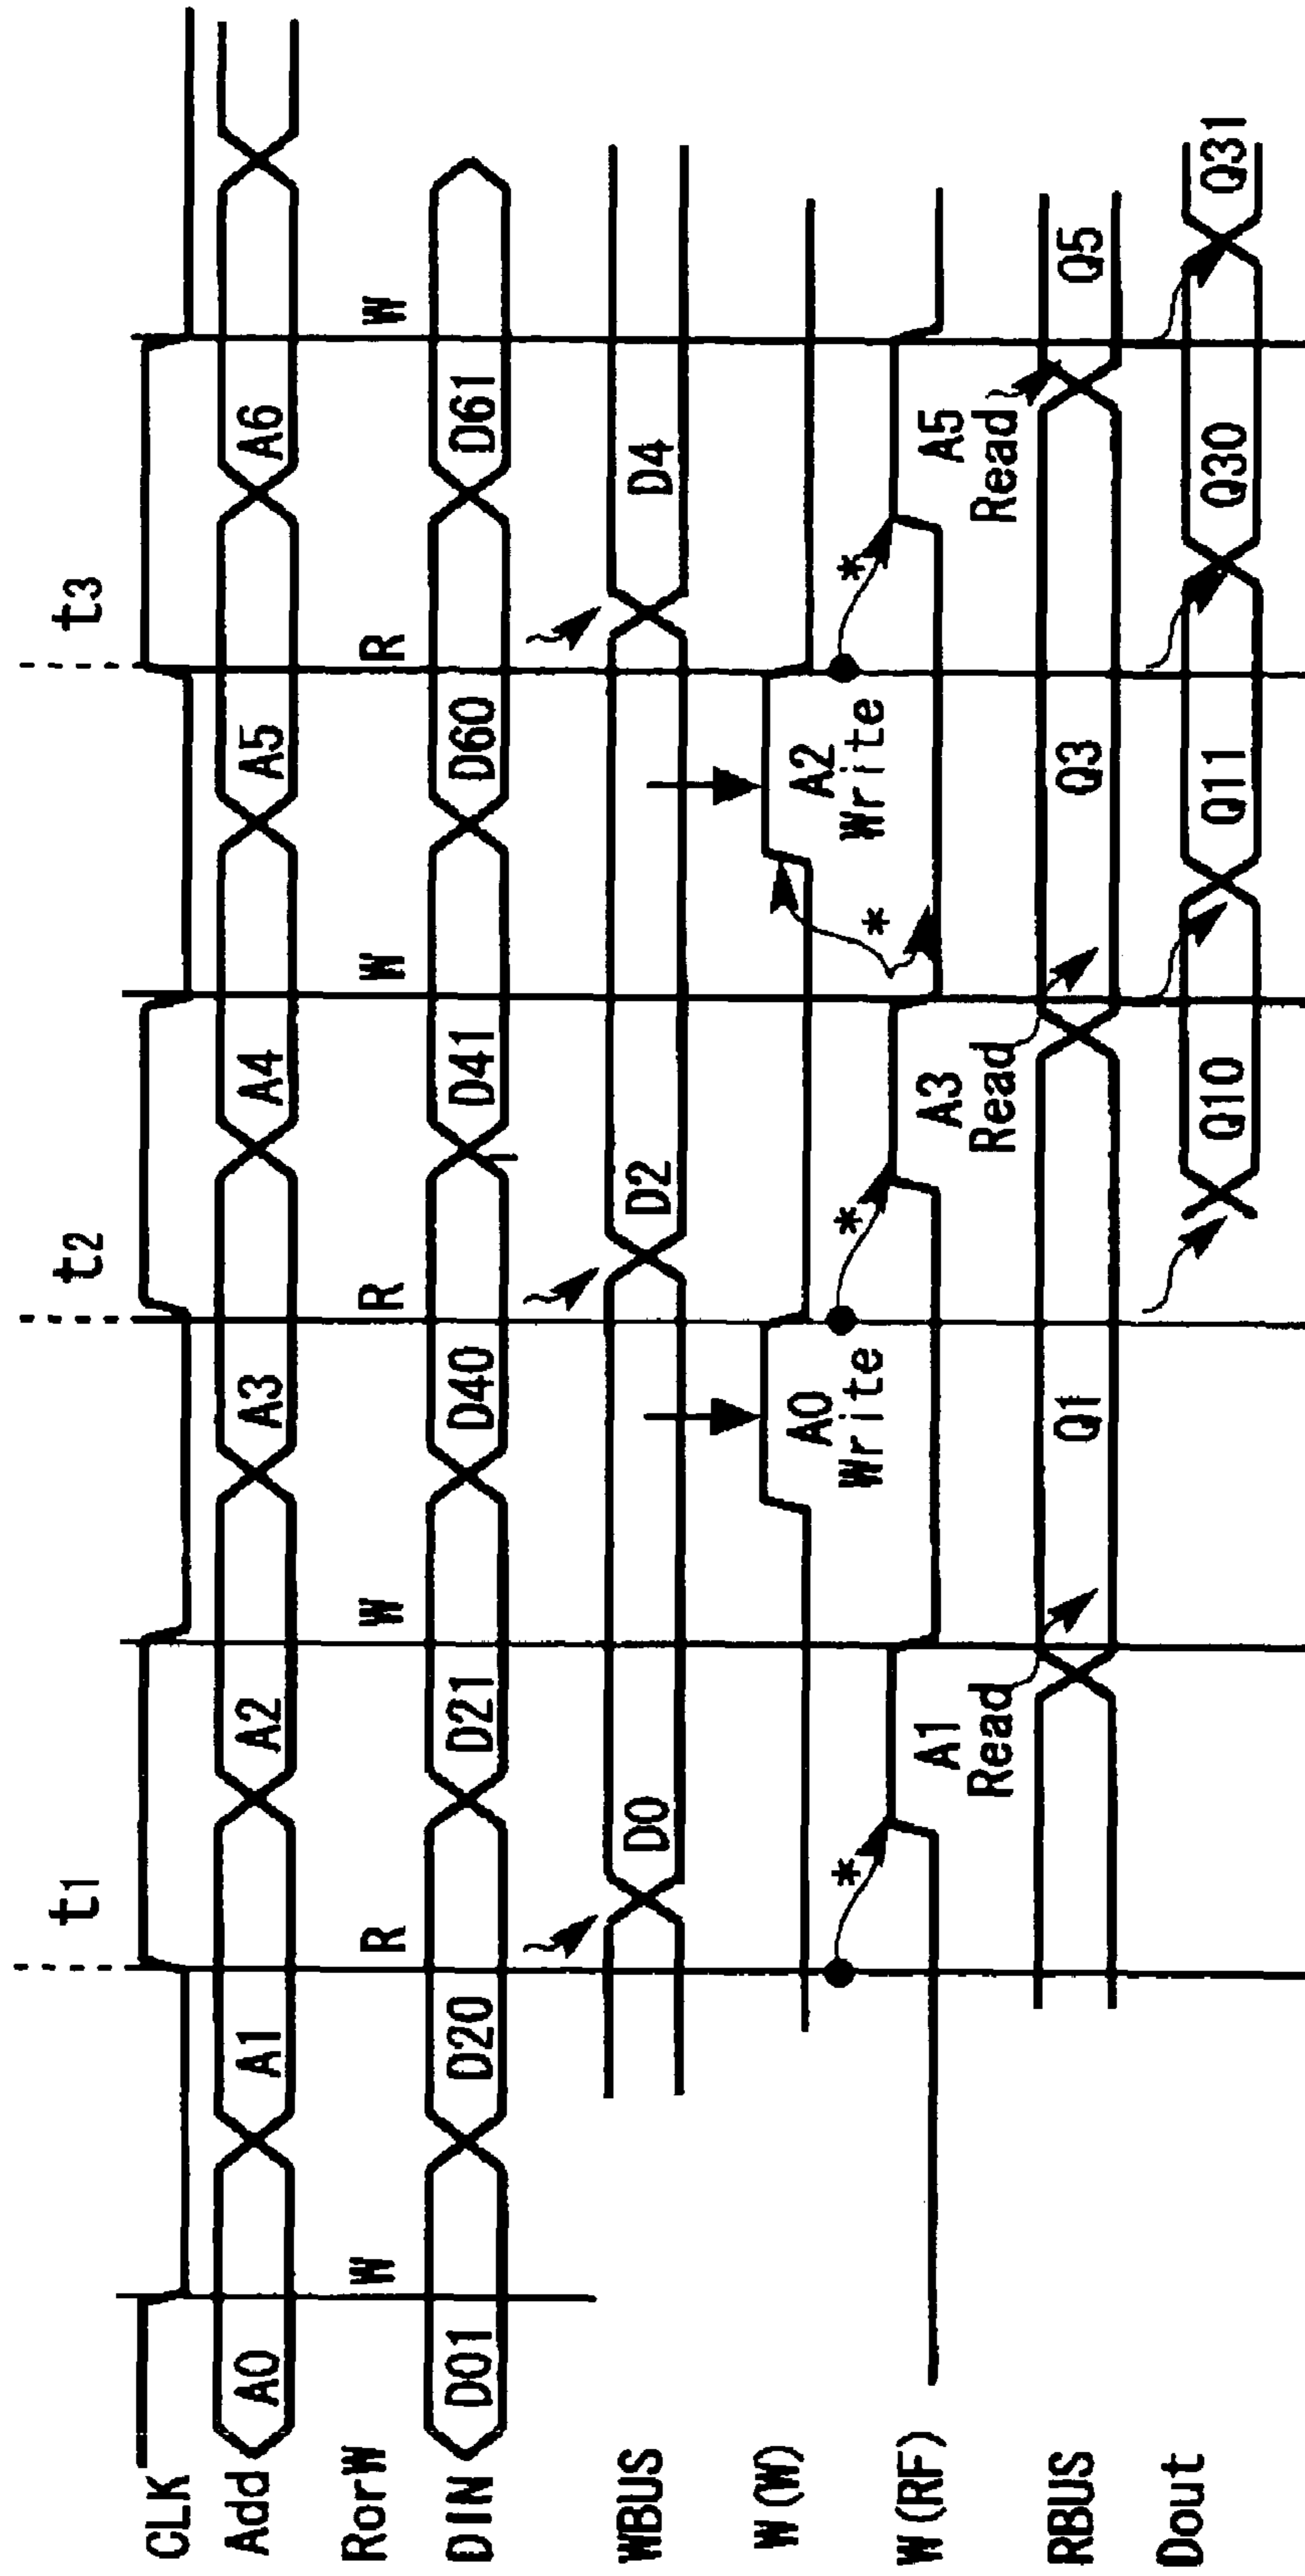 t1 t2 t3
CLK
Add A0 A1 A2 A3 A4 A5 A6
RorW W R W R W R W
DIN D01 D20 D21 D40 D41 D60 D61
WBUS D0 D2 D4
W(W) A0 A2
Write Write
* * * *
W(RF) A1 A3 A5
Read Read Read
RBUS Q1 Q3 Q5
Dout Q10 Q11 Q30 Q31